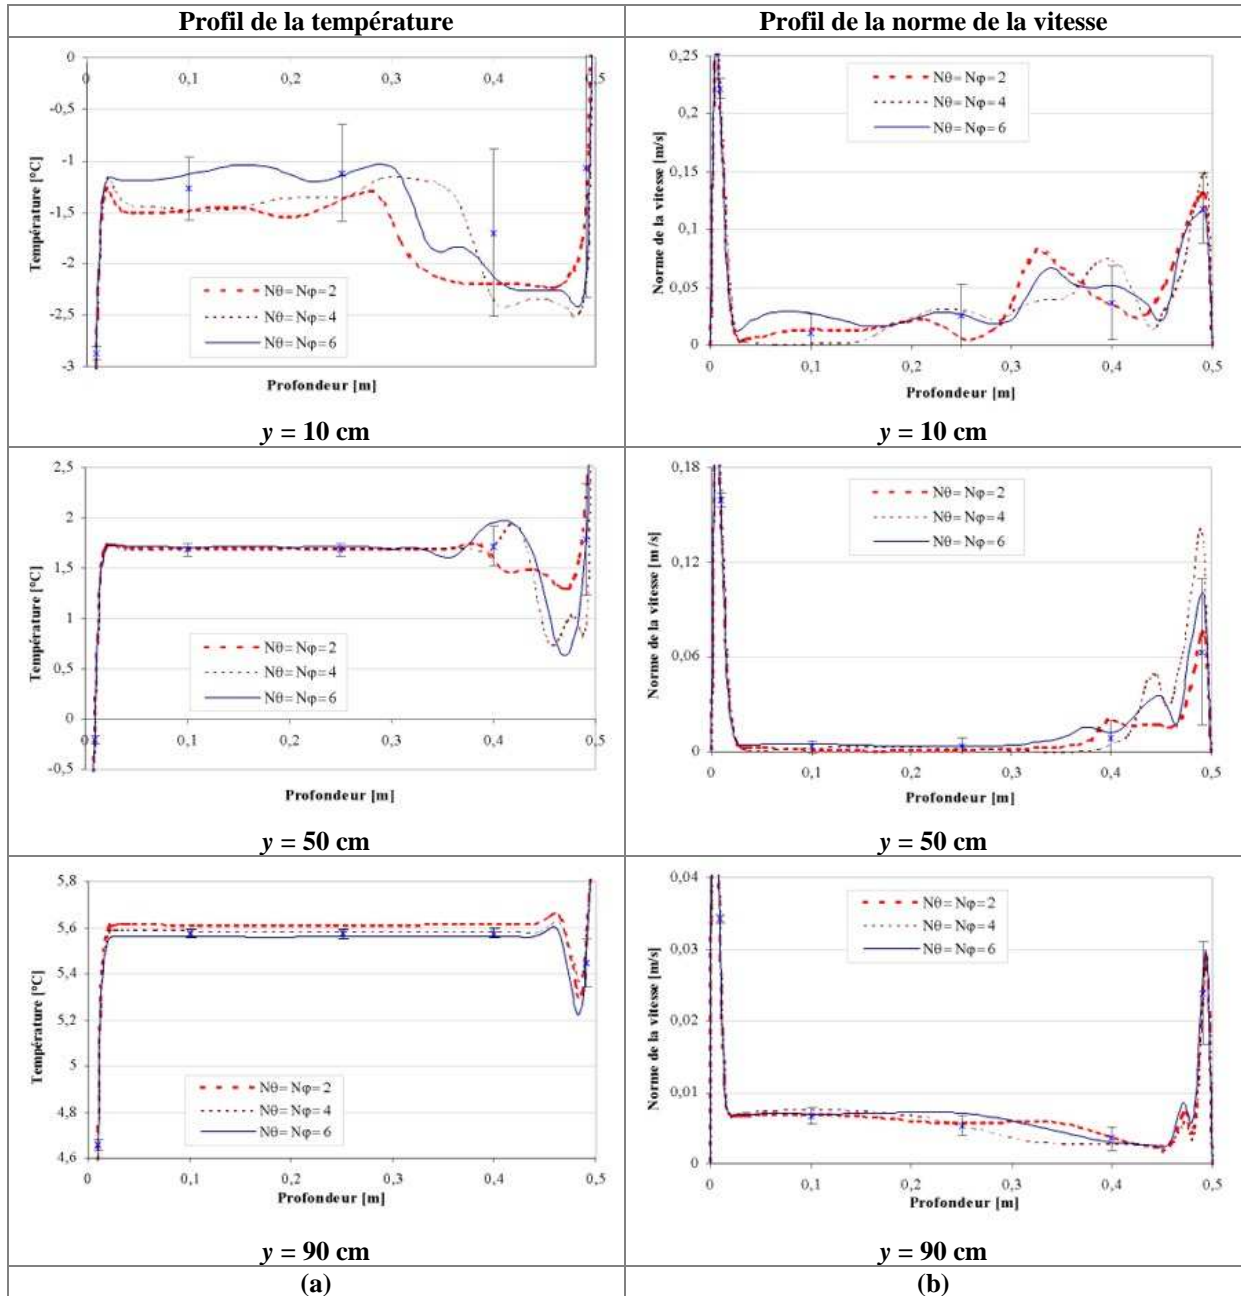 Profil de la température
Profil de la norme de la vitesse
0
-0,5
-1
-1,5
-2
-2,5
-3
0 0,1 0,2 0,3 0,4 0,5
Température [°C]
Nθ= Nφ= 2
Nθ= Nφ= 4
Nθ= Nφ= 6
Profondeur [m]
y = 10 cm
0,25
0,2
0,15
0,1
0,05
0
0 0,1 0,2 0,3 0,4 0,5
Norme de la vitesse [m/s]
Nθ= Nφ= 2
Nθ= Nφ= 4
Nθ= Nφ= 6
Profondeur [m]
y = 10 cm
2,5
2
1,5
1
0,5
0
-0,5
0 0,1 0,2 0,3 0,4 0,5
Température [°C]
Nθ= Nφ= 2
Nθ= Nφ= 4
Nθ= Nφ= 6
Profondeur [m]
y = 50 cm
0,18
0,12
0,06
0
0 0,1 0,2 0,3 0,4 0,5
Norme de la vitesse [m/s]
Nθ= Nφ= 2
Nθ= Nφ= 4
Nθ= Nφ= 6
Profondeur [m]
y = 50 cm
5,8
5,6
5,4
5,2
5
4,8
4,6
0 0,1 0,2 0,3 0,4 0,5
Température [°C]
Nθ= Nφ= 2
Nθ= Nφ= 4
Nθ= Nφ= 6
Profondeur [m]
y = 90 cm
0,04
0,03
0,02
0,01
0
0 0,1 0,2 0,3 0,4 0,5
Norme de la vitesse [m/s]
Nθ= Nφ= 2
Nθ= Nφ= 4
Nθ= Nφ= 6
Profondeur [m]
y = 90 cm
(a)
(b)